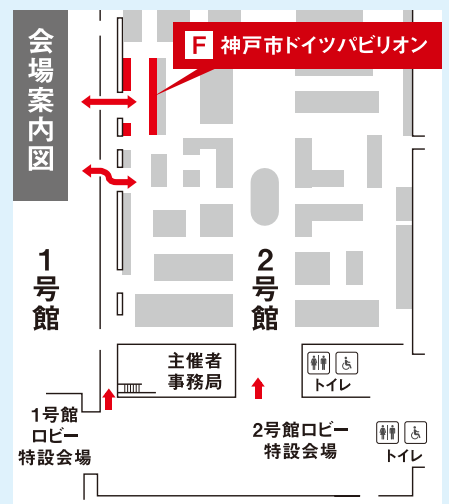 会場案内図
F 神戸市ドイツパビリオン
1号館
2号館
主催者
事務局
トイレ
1号館
ロビー
特設会場
2号館ロビー
特設会場
トイレ